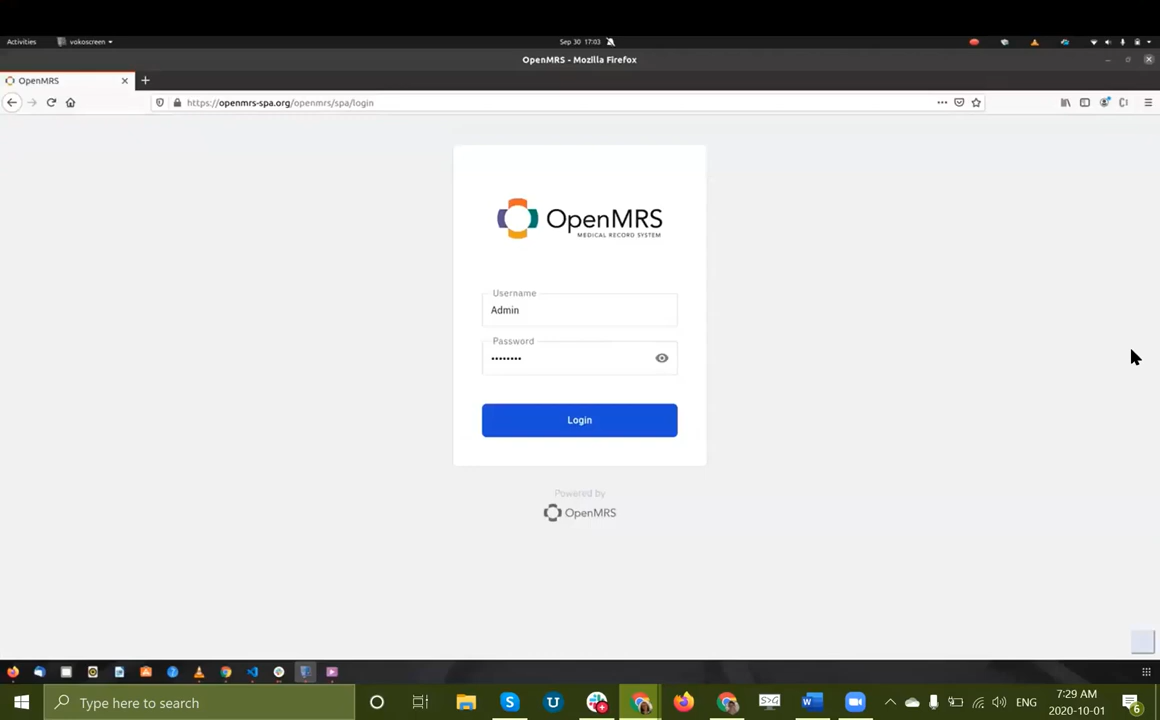 Activities
vokoscreen
Sep 30 17:03
OpenMRS - Mozilla Firefox
OpenMRS
https://openmrs-spa.org/openmrs/spa/login
OpenMRS
MEDICAL RECORD SYSTEM
Username
Admin
Password
••••••••
Login
Powered by
OpenMRS
Type here to search
ENG
7:29 AM
2020-10-01
6